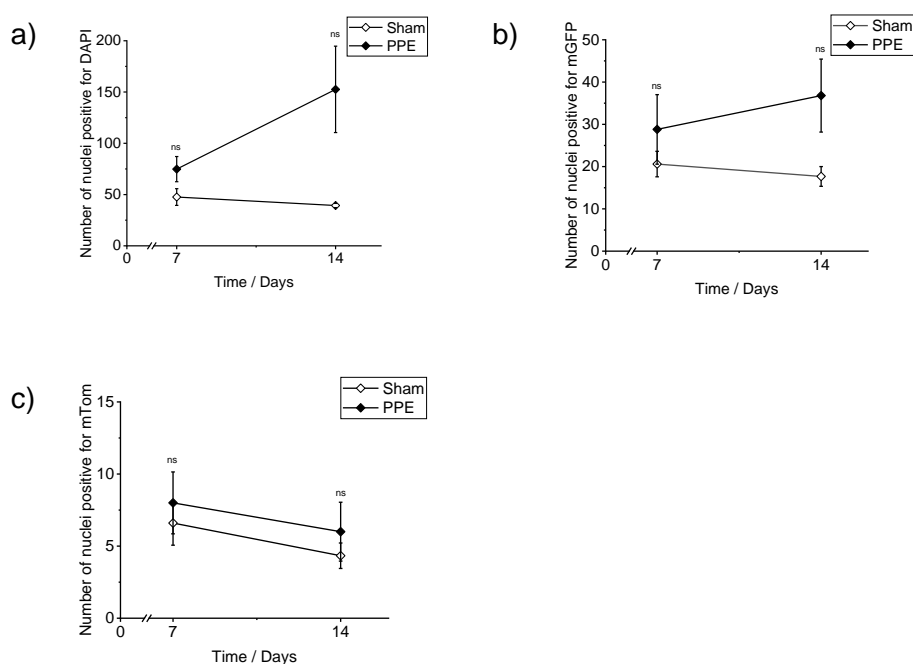 a)
Number of nuclei positive for DAPI
200
150
100
50
0
0
7
14
Time / Days
ns
ns
Sham
PPE
b)
Number of nuclei positive for mGFP
50
40
30
20
10
0
0
7
14
Time / Days
ns
ns
Sham
PPE
c)
Number of nuclei positive for mTom
15
10
5
0
0
7
14
Time / Days
ns
ns
Sham
PPE